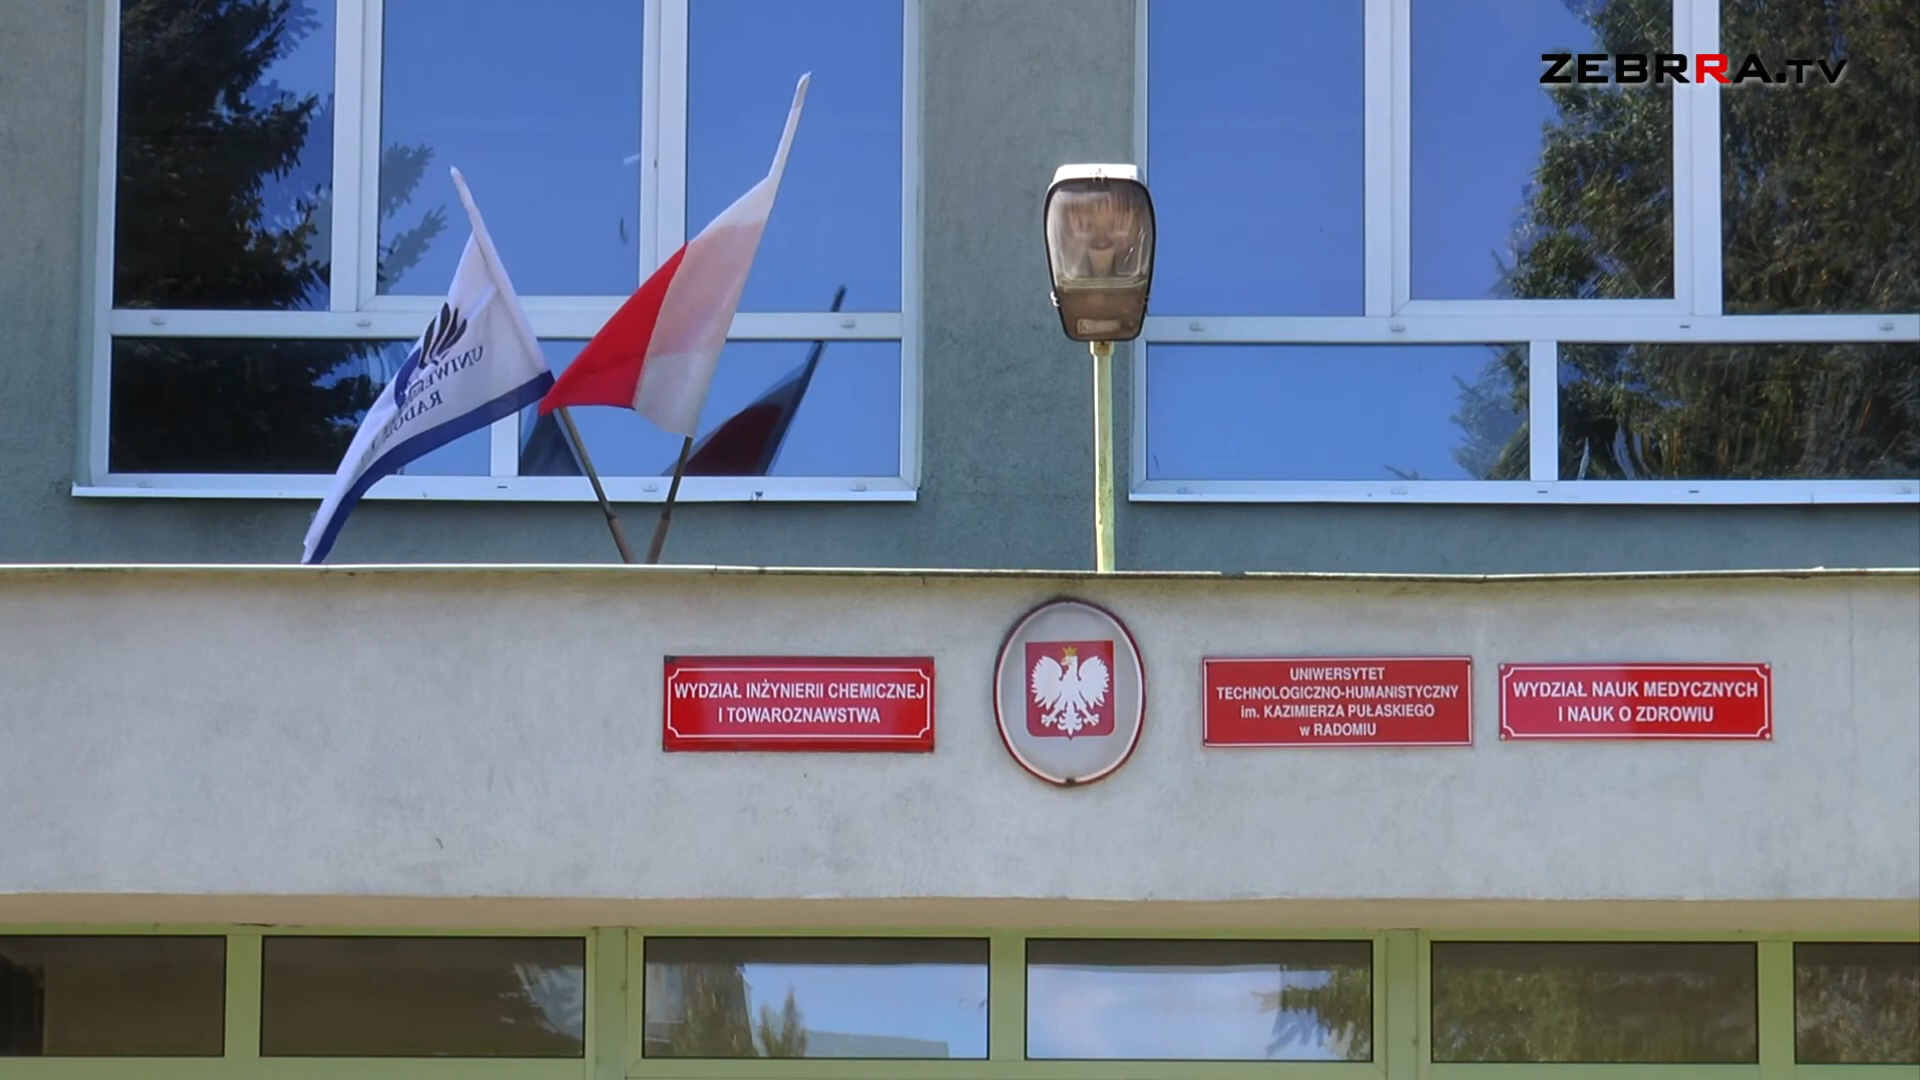 ZEBRRA.TV
WYDZIAŁ INŻYNIERII CHEMICZNEJ
I TOWAROZNAWSTWA
UNIWERSYTET
TECHNOLOGICZNO-HUMANISTYCZNY
im. KAZIMIERZA PUŁASKIEGO
w RADOMIU
WYDZIAŁ NAUK MEDYCZNYCH
I NAUK O ZDROWIU